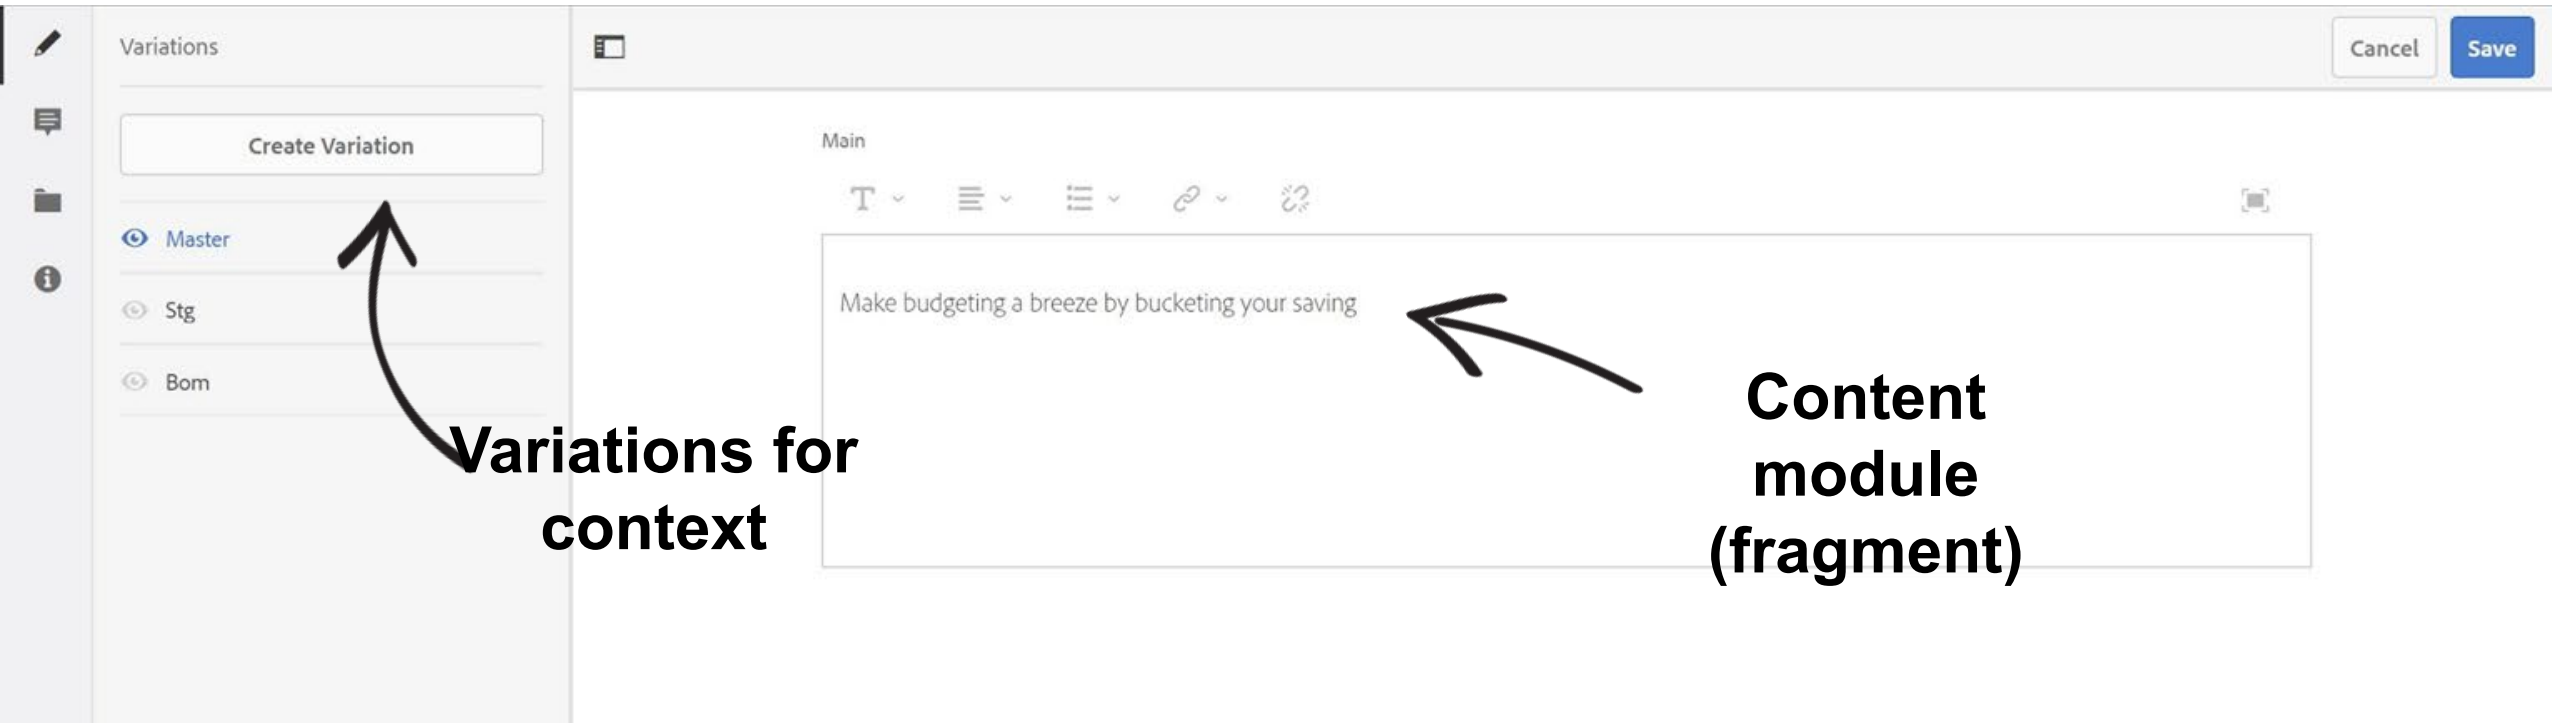 Variations
Cancel
Save
Create Variation
Main
Master
Stg
Bom
Make budgeting a breeze by bucketing your saving
Variations for
context
Content
module
(fragment)